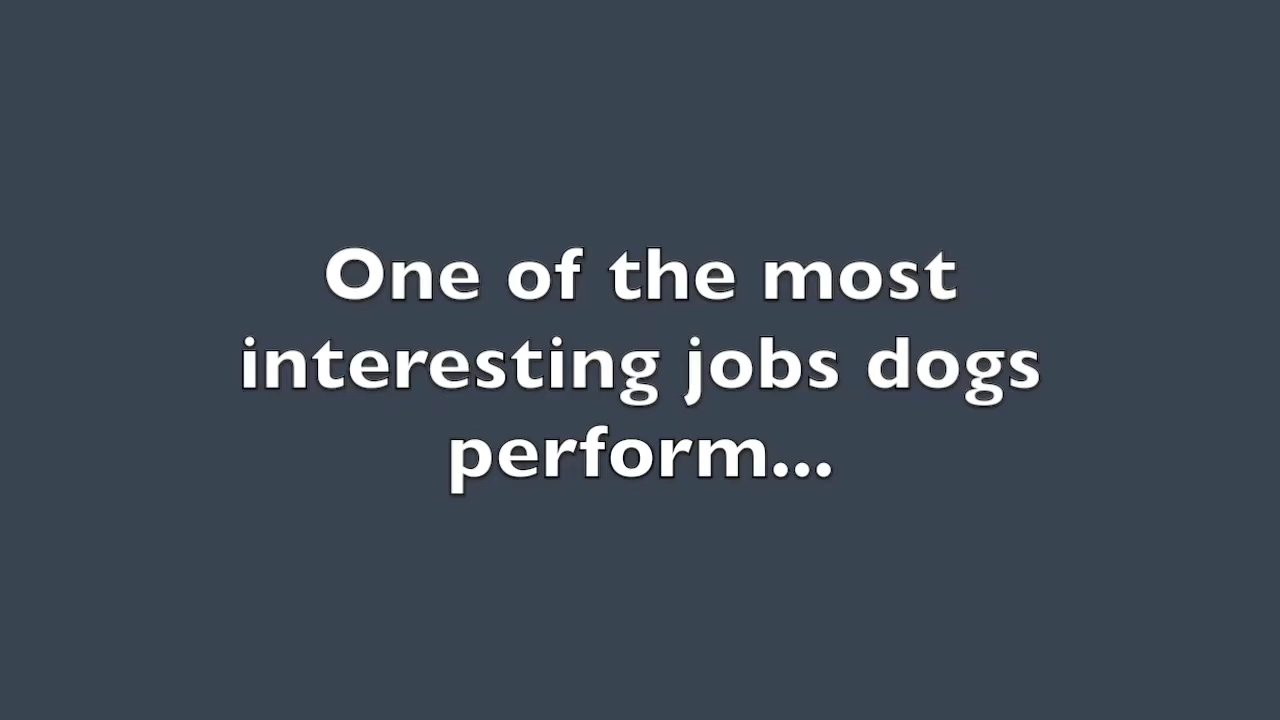 One of the most
interesting jobs dogs
perform...